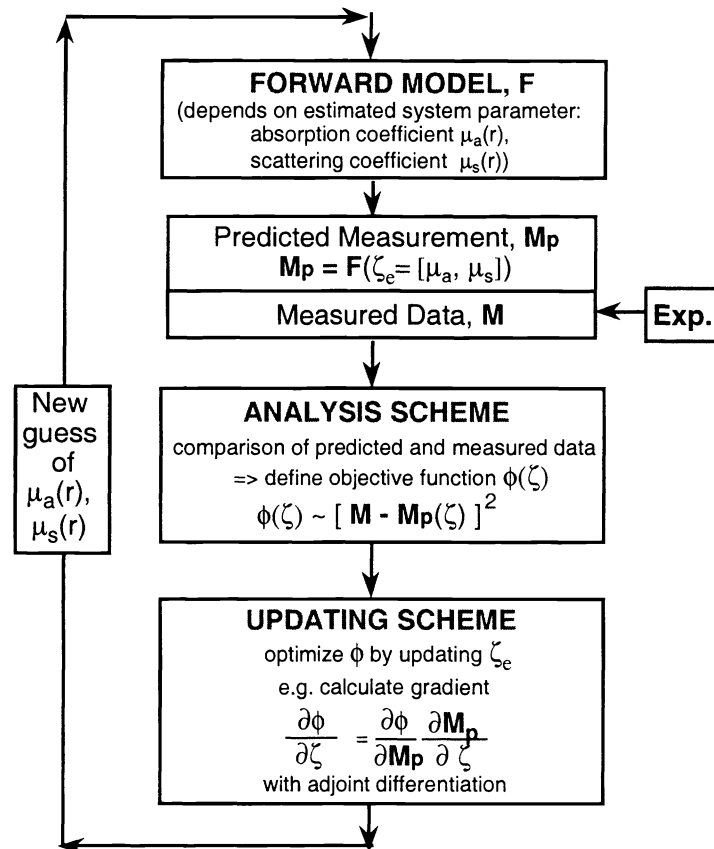 FORWARD MODEL, F
(depends on estimated system parameter:
absorption coefficient μₐ(r),
scattering coefficient μₛ(r))
Predicted Measurement, Mp
Mp = F(ζₑ= [μₐ, μₛ])
Measured Data, M
Exp.
New
guess
of
μₐ(r),
μₛ(r)
ANALYSIS SCHEME
comparison of predicted and measured data
=> define objective function ϕ(ζ)
ϕ(ζ) ~ [ M - Mp(ζ) ]²
UPDATING SCHEME
optimize ϕ by updating ζₑ
e.g. calculate gradient
∂ϕ/∂ζ = ∂ϕ/∂Mp ∂Mp/∂ζ
with adjoint differentiation